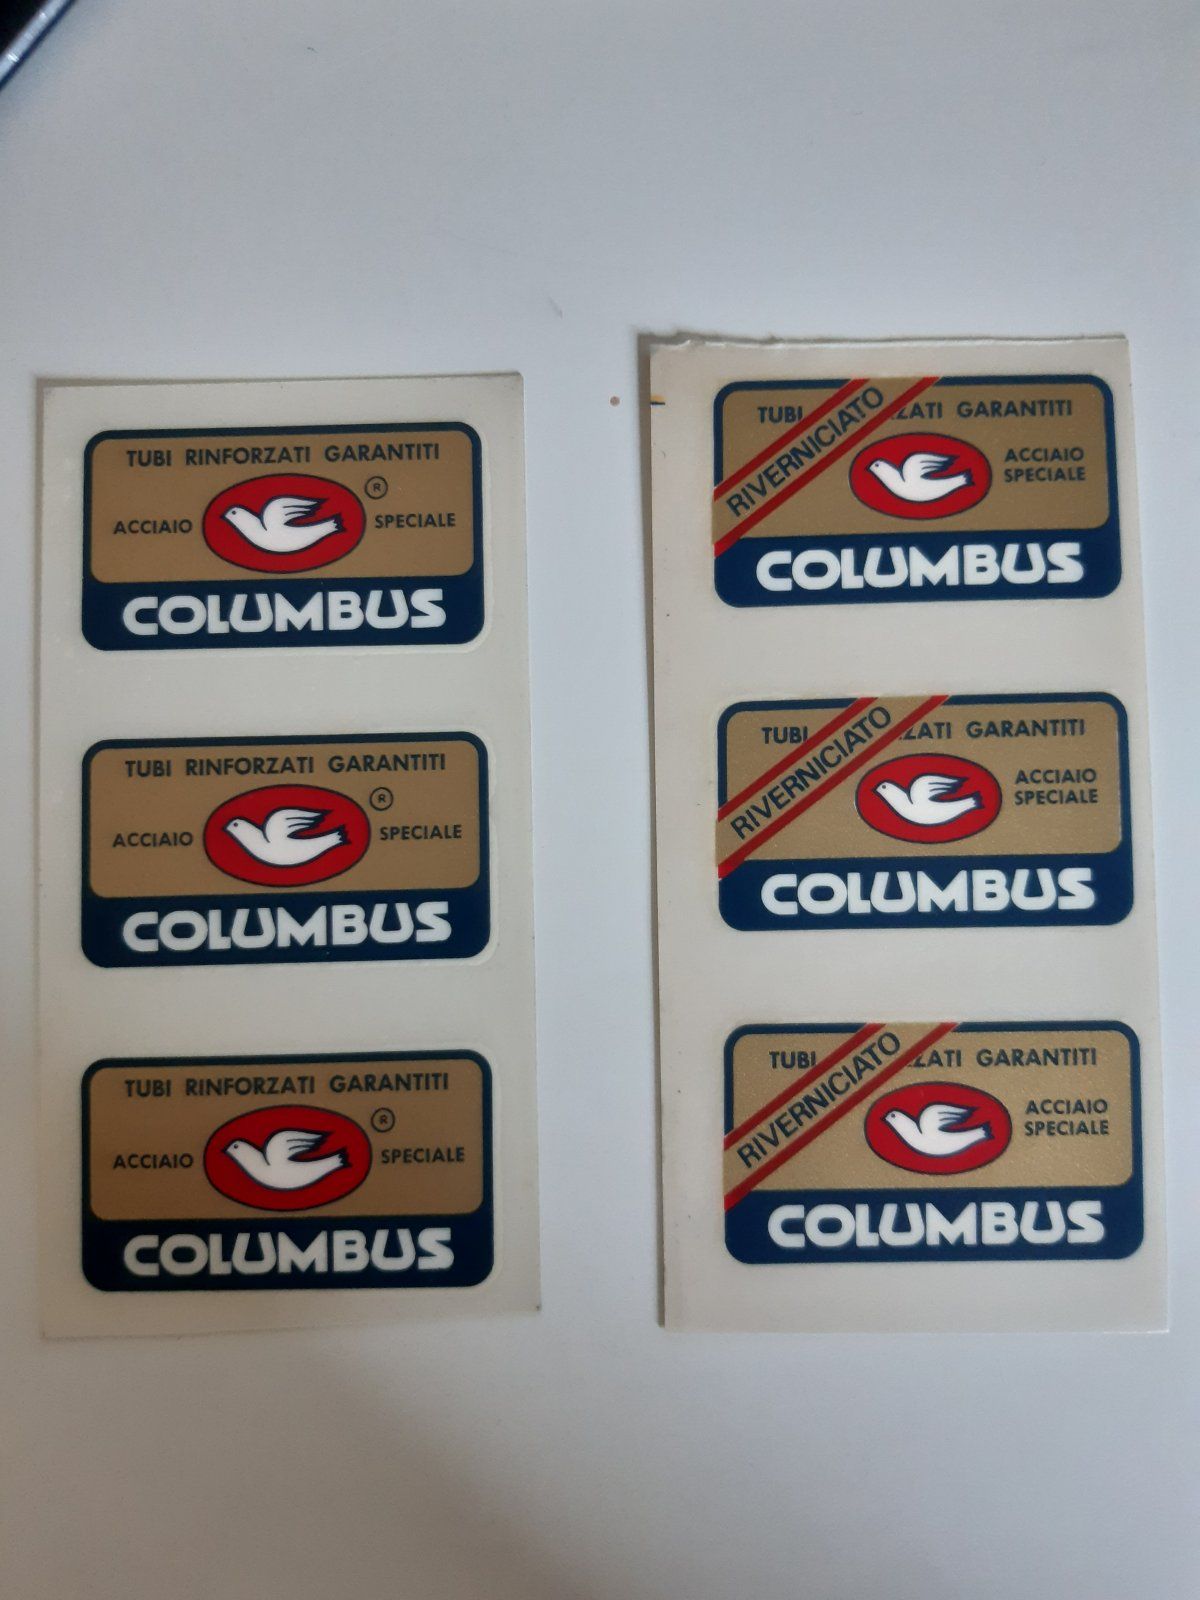 TUBI RINFORZATI GARANTITI
®
ACCIAIO SPECIALE
COLUMBUS
TUBI RINFORZATI GARANTITI
®
ACCIAIO SPECIALE
COLUMBUS
TUBI RINFORZATI GARANTITI
®
ACCIAIO SPECIALE
COLUMBUS
TUBI ZATI GARANTITI
RIVERNICIATO
ACCIAIO
SPECIALE
COLUMBUS
TUBI ZATI GARANTITI
RIVERNICIATO
ACCIAIO
SPECIALE
COLUMBUS
TUBI ZATI GARANTITI
RIVERNICIATO
ACCIAIO
SPECIALE
COLUMBUS